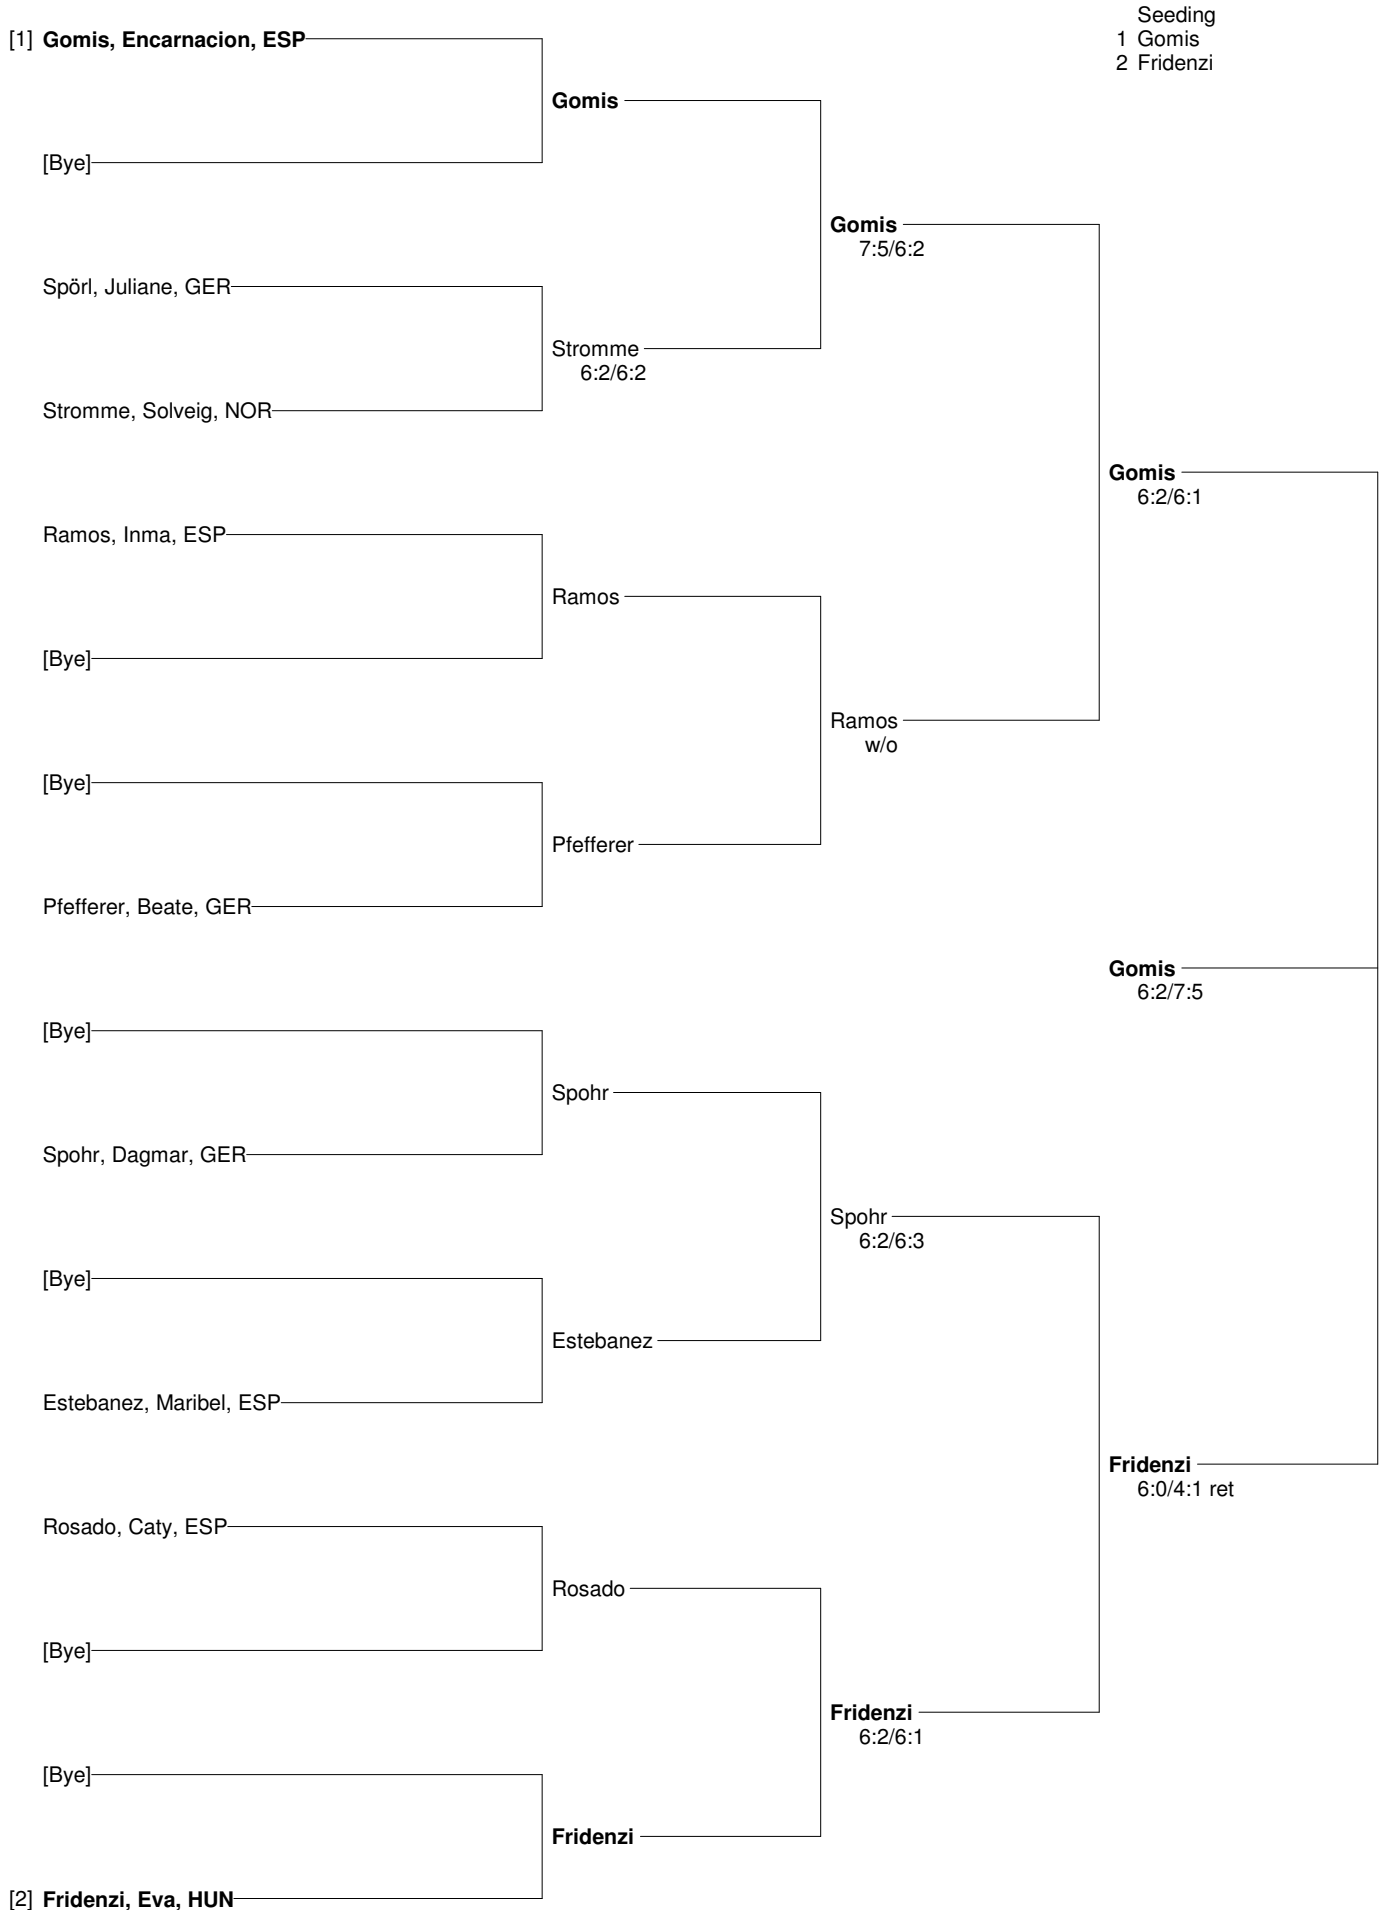 Seeding
1 Gomis
2 Fridenzi
[1] Gomis, Encarnacion, ESP
Gomis
[Bye]
Gomis
7:5/6:2
Spörl, Juliane, GER
Stromme
6:2/6:2
Stromme, Solveig, NOR
Gomis
6:2/6:1
Ramos, Inma, ESP
Ramos
[Bye]
Ramos
w/o
[Bye]
Pfefferer
Pfefferer, Beate, GER
Gomis
6:2/7:5
[Bye]
Spohr
Spohr, Dagmar, GER
Spohr
6:2/6:3
[Bye]
Estebanez
Estebanez, Maribel, ESP
Fridenzi
6:0/4:1 ret
Rosado, Caty, ESP
Rosado
[Bye]
Fridenzi
6:2/6:1
[Bye]
Fridenzi
[2] Fridenzi, Eva, HUN